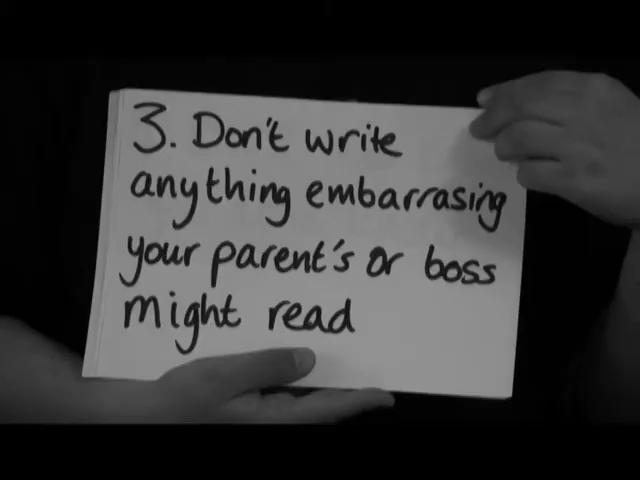 3. Don't write
anything embarrasing
your parent's or boss
might read